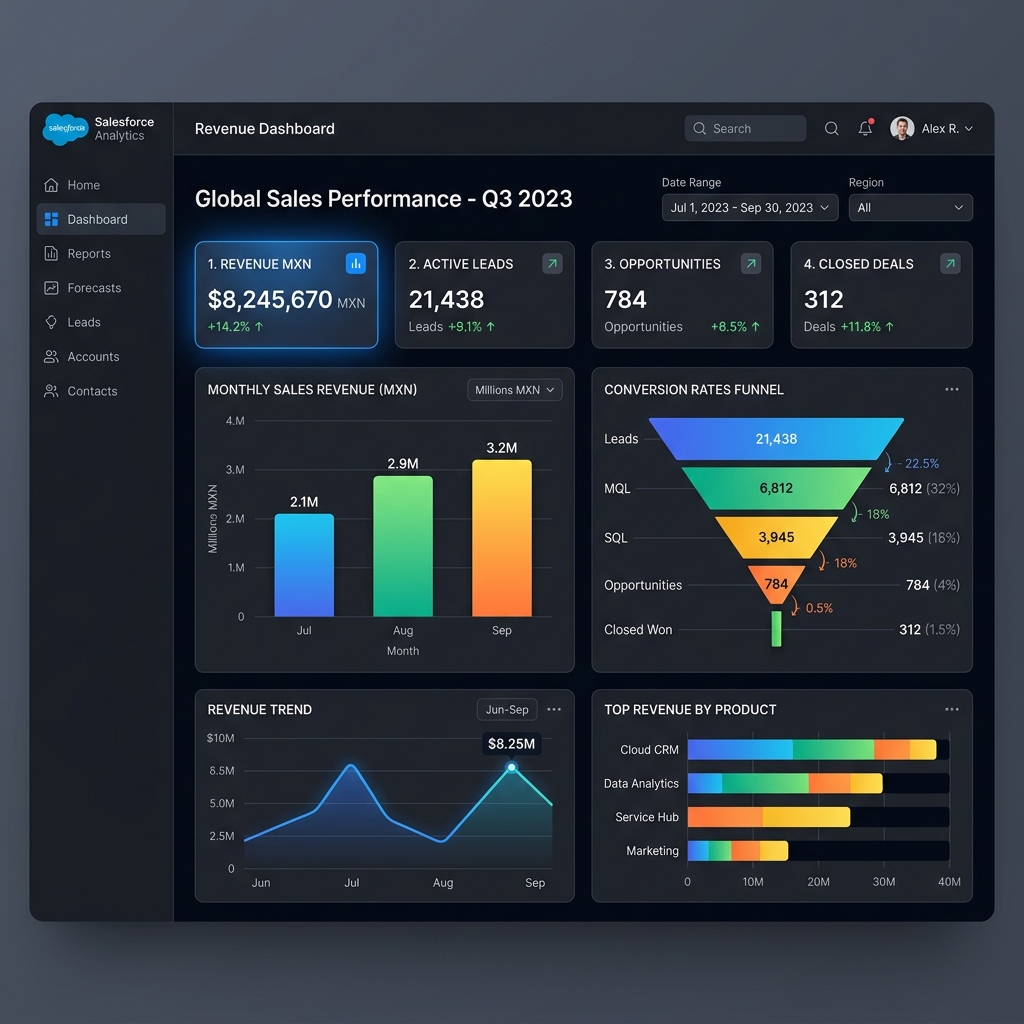 salesforce
Salesforce
Analytics
Home
Dashboard
Reports
Forecasts
Leads
Accounts
Contacts
Revenue Dashboard
Search
Alex R.
Global Sales Performance - Q3 2023
Date Range
Jul 1, 2023 - Sep 30, 2023
Region
All
1. REVENUE MXN
$8,245,670 MXN
+14.2% ↑
2. ACTIVE LEADS
21,438
Leads +9.1% ↑
3. OPPORTUNITIES
784
Opportunities +8.5% ↑
4. CLOSED DEALS
312
Deals +11.8% ↑
MONTHLY SALES REVENUE (MXN)
Millions MXN
4.M
3.M
2.M
1.M
0
Millions MXN
2.1M
2.9M
3.2M
Jul
Aug
Sep
Month
CONVERSION RATES FUNNEL
Leads
21,438
- 22.5%
MQL
6,812
6,812 (32%)
- 18%
SQL
3,945
3,945 (18%)
- 18%
Opportunities
784
784 (4%)
0.5%
Closed Won
312 (1.5%)
REVENUE TREND
Jun-Sep
$8.25M
$10M
8.5M
5.0M
2.5M
0
Jun
Jul
Aug
Sep
TOP REVENUE BY PRODUCT
Cloud CRM
Data Analytics
Service Hub
Marketing
0
10M
20M
30M
40M